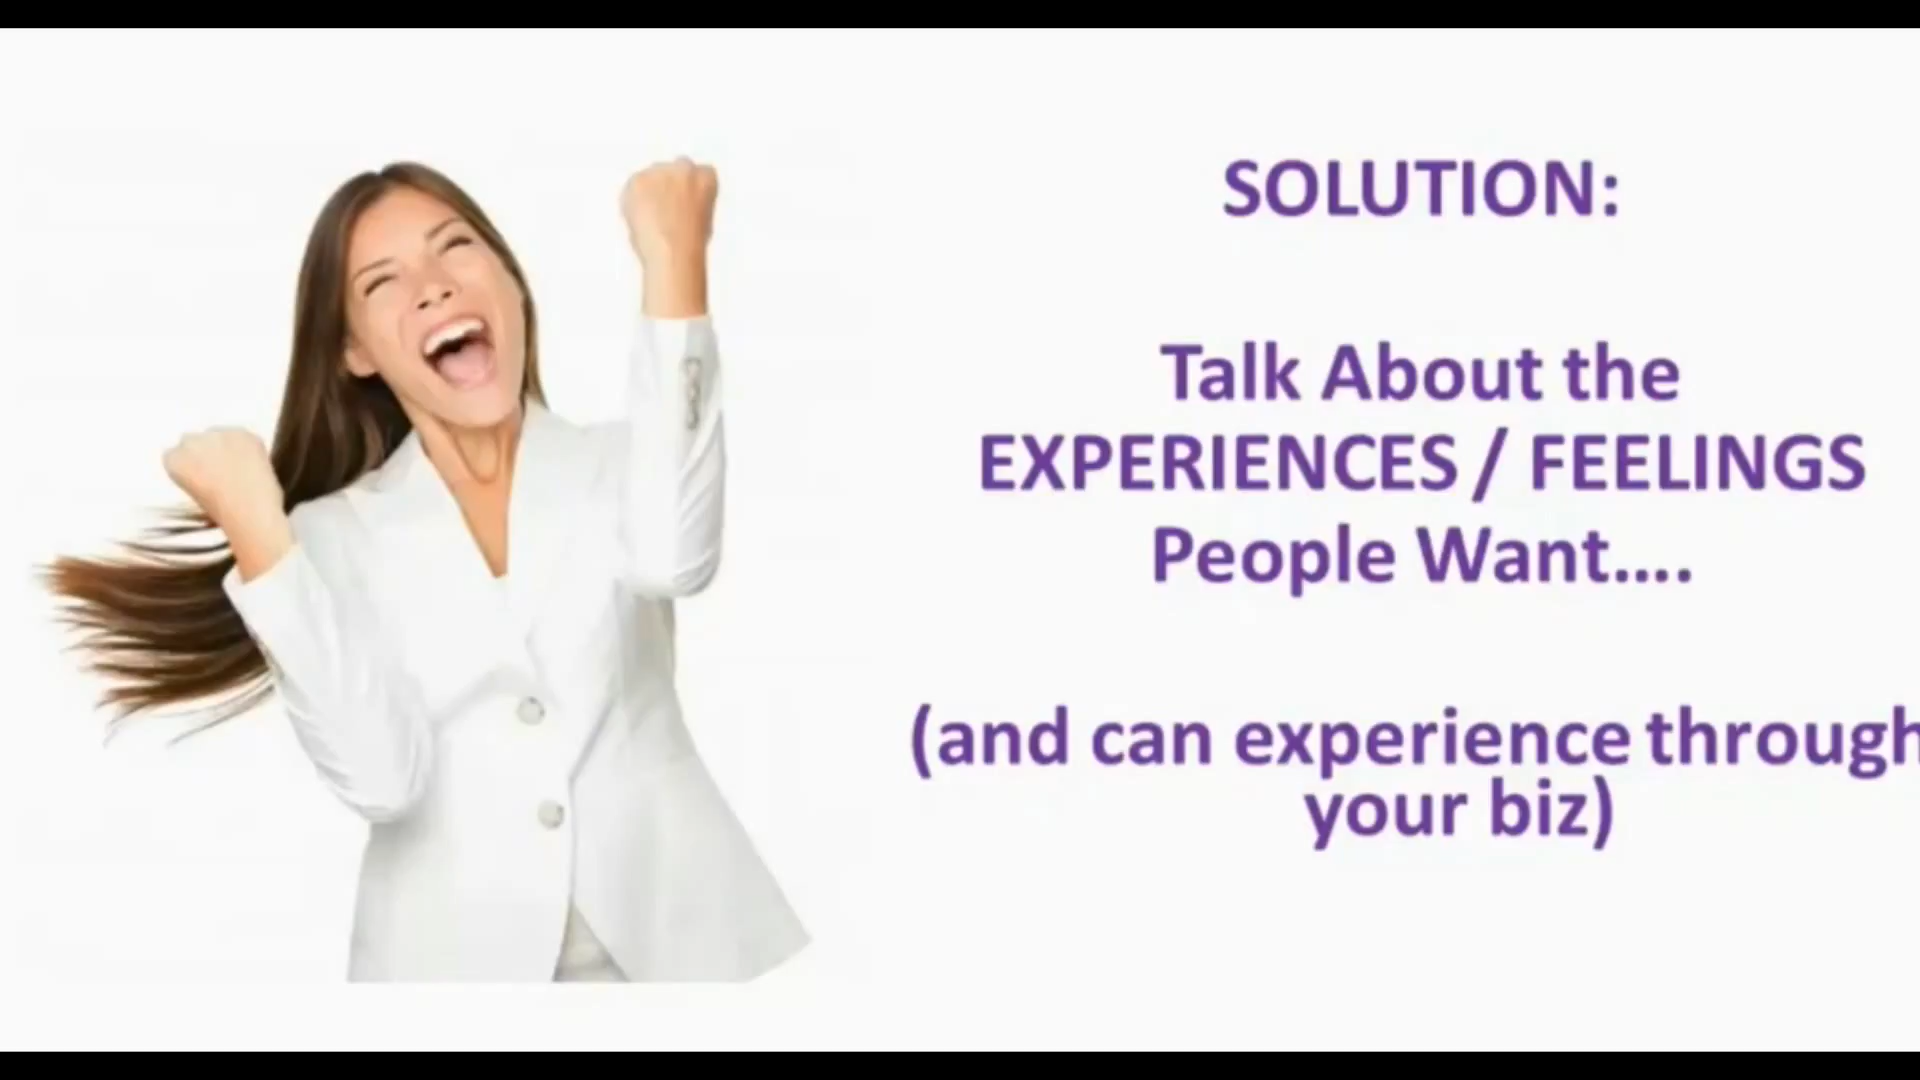 SOLUTION:
Talk About the
EXPERIENCES / FEELINGS
People Want....
(and can experience through
your biz)